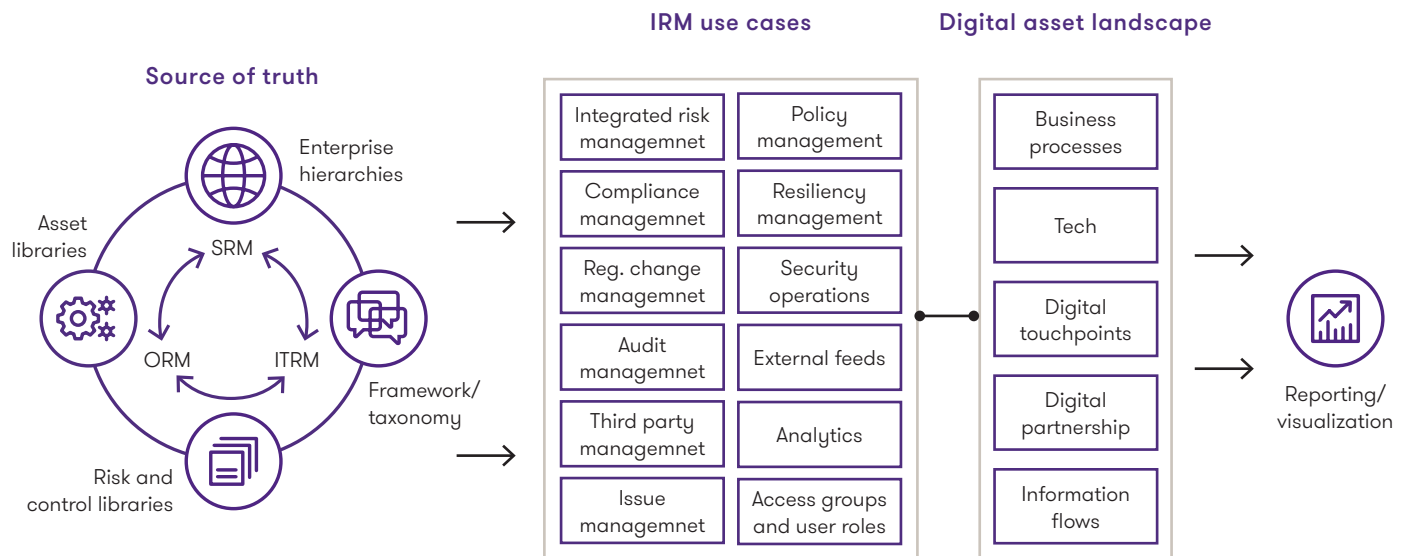 Source of truth
Enterprise
hierarchies
Asset
libraries
SRM
ORM
ITRM
Framework/
taxonomy
Risk and
control libraries
IRM use cases
Integrated risk
managemnet
Policy
management
Compliance
managemnet
Resiliency
management
Reg. change
managemnet
Security
operations
Audit
managemnet
External feeds
Third party
managemnet
Analytics
Issue
managemnet
Access groups
and user roles
Digital asset landscape
Business
processes
Tech
Digital
touchpoints
Digital
partnership
Information
flows
Reporting/
visualization